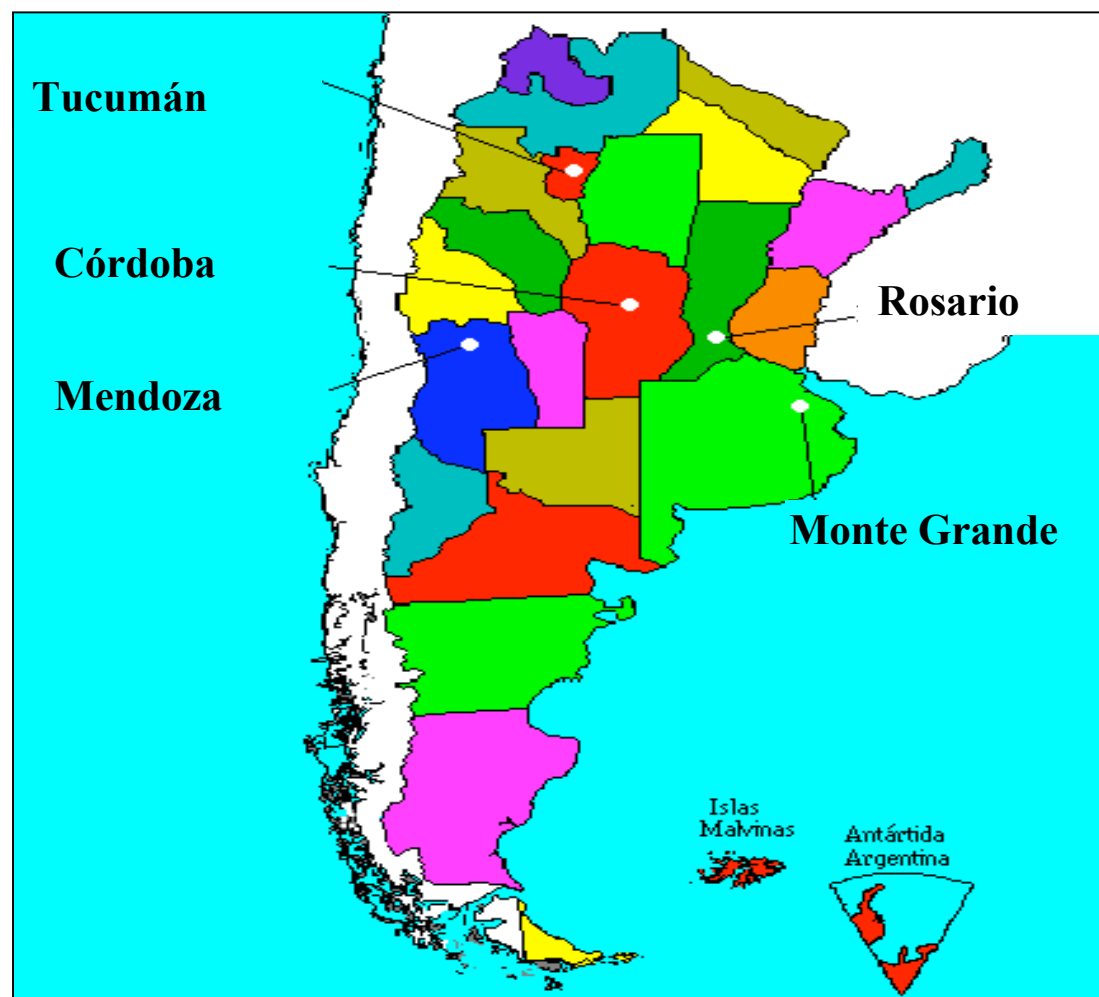 Tucumán
Córdoba
Rosario
Mendoza
Monte Grande
Islas
Malvinas
Antártida
Argentina